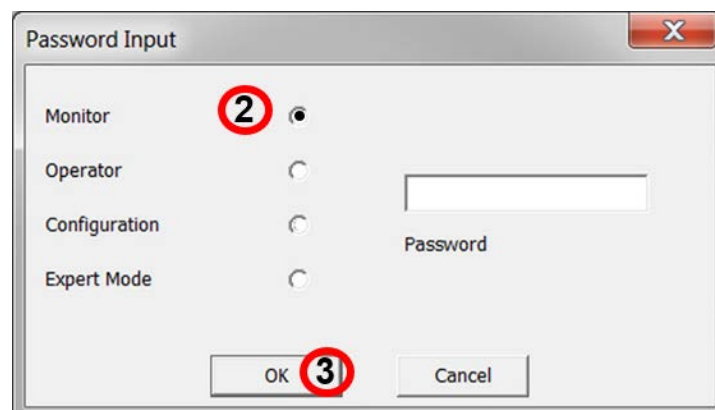 Password Input
X
Monitor 2
Operator
Configuration
Password
Expert Mode
OK 3 Cancel